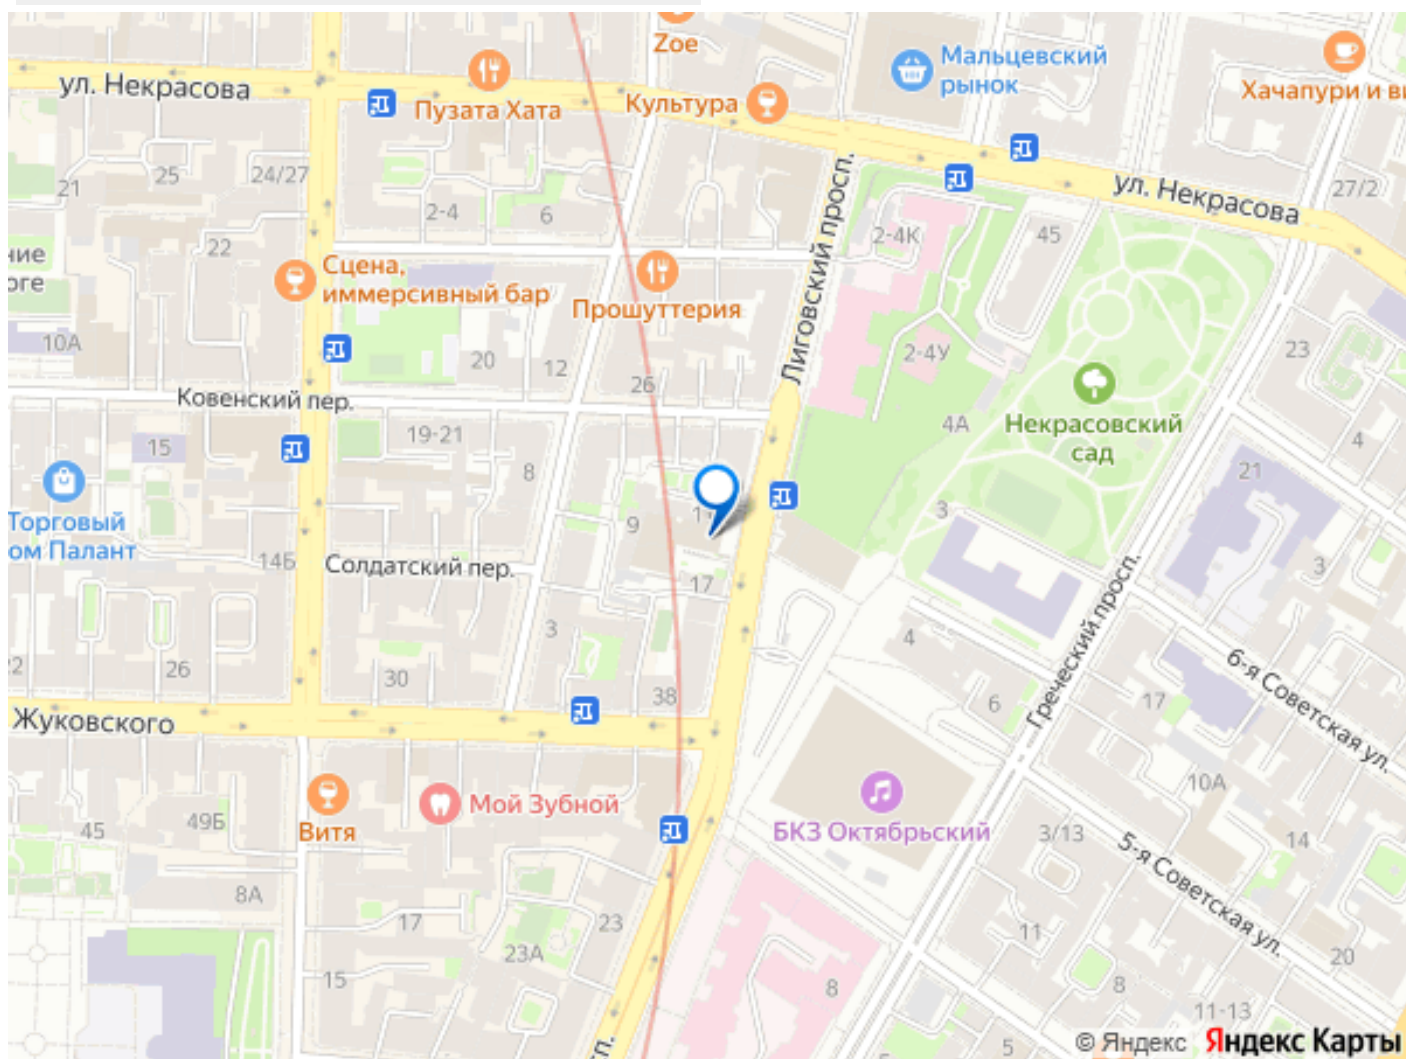 Zoe
Мальцевский
рынок
Хачапури и ви
ул. Некрасова
Пузата Хата
Культура
ул. Некрасова
21
25
24/27
2-4
6
27/2
22
2-4К
45
Лиговский просп.
ние
оге
Сцена,
иммерсивный бар
Прошуттерия
10А
20
12
26
2-4У
23
Ковенский пер.
15
19-21
8
4А
Некрасовский
сад
4
21
Торговый
ом Палант
9
3
14Б
Солдатский пер.
17
3
3
4
Греческий просп.
6-я Советская ул.
22
26
30
38
6
17
Жуковского
10А
Мой Зубной
Витя
БКЗ Октябрьский
45
49Б
3/13
14
5-я Советская ул.
8А
17
23
23А
11
20
15
8
8
11-13
5
п.
© Яндекс Яндекс Карты